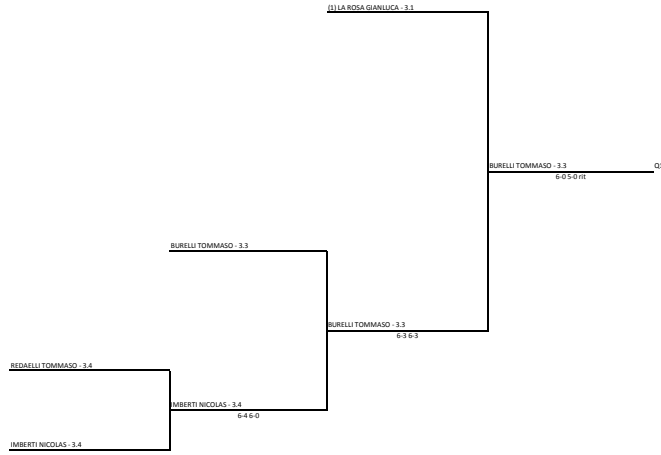 (1) LA ROSA GIANLUCA - 3.1
BURELLI TOMMASO - 3.3
6-0 5-0 rit
BURELLI TOMMASO - 3.3
BURELLI TOMMASO - 3.3
6-3 6-3
REDAELLI TOMMASO - 3.4
IMBERTI NICOLAS - 3.4
6-4 6-0
IMBERTI NICOLAS - 3.4